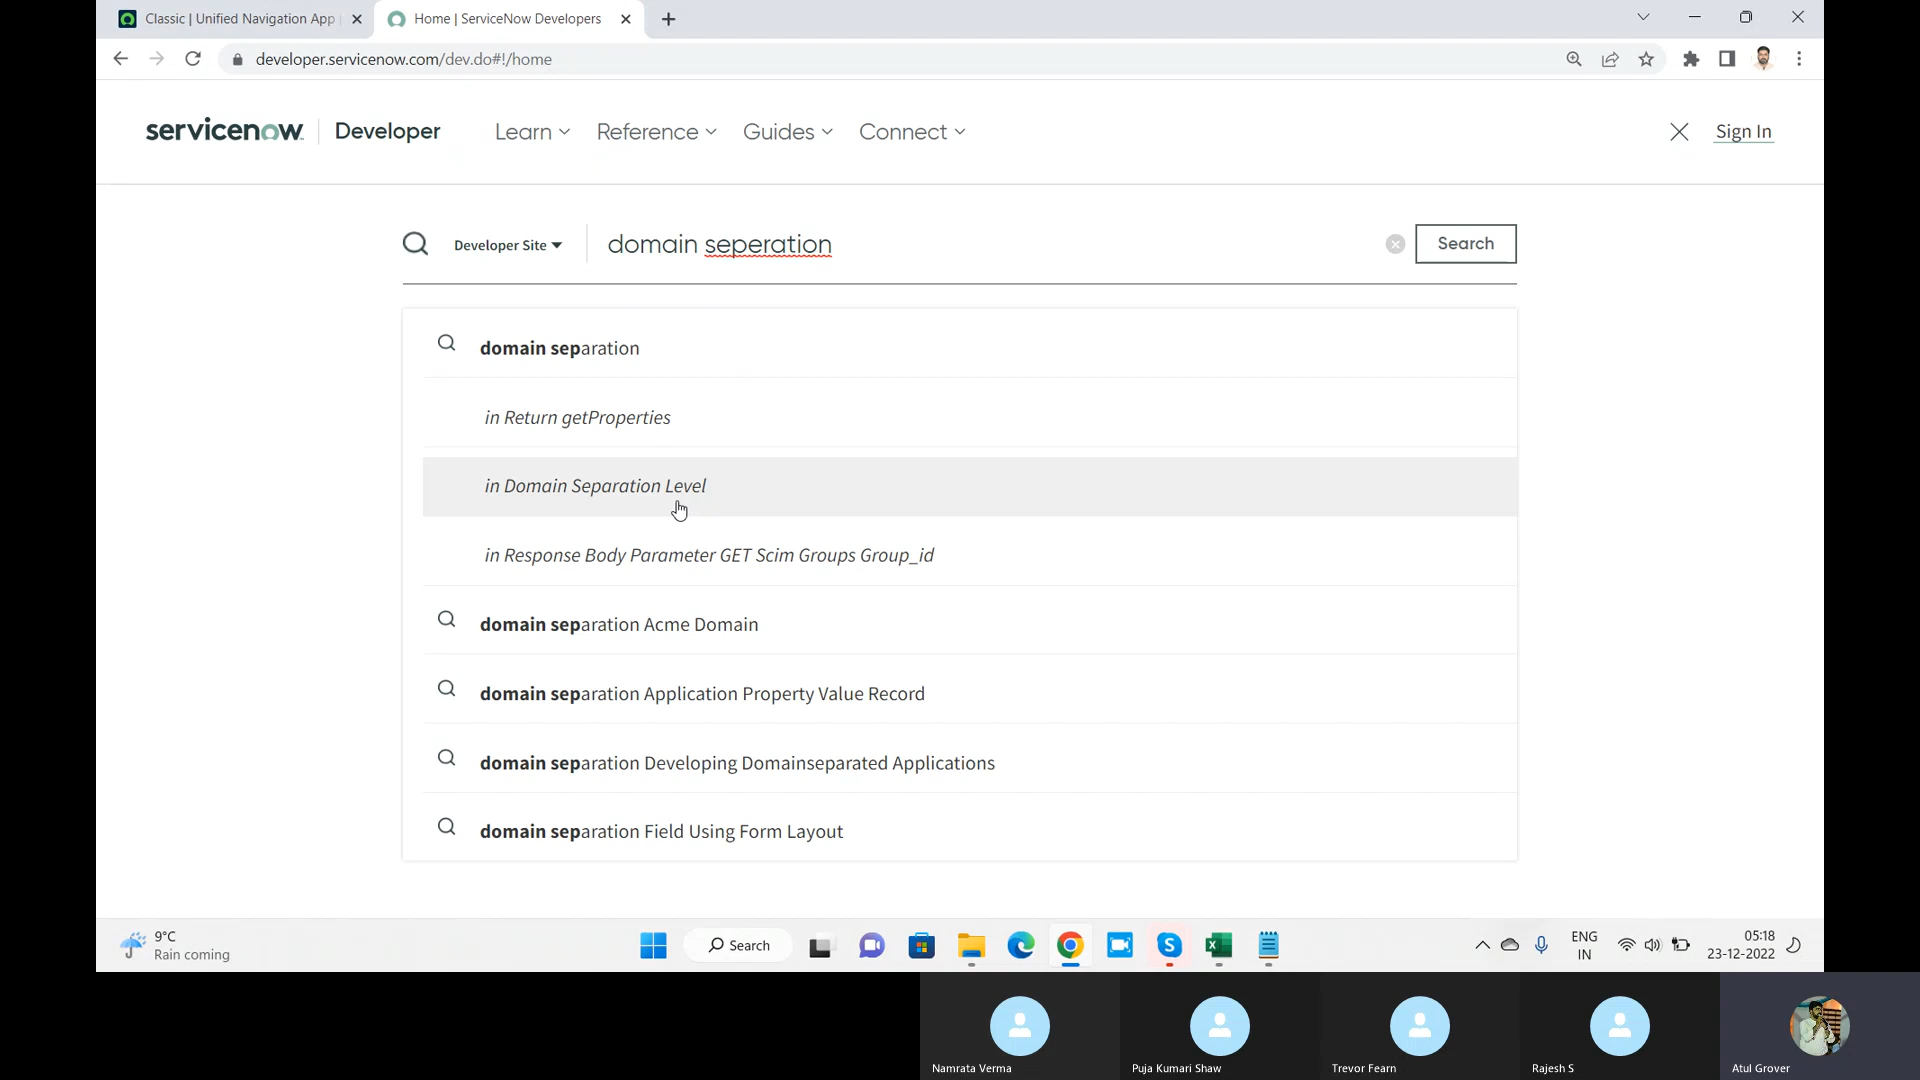 Classic | Unified Navigation App
Home | ServiceNow Developers
developer.servicenow.com/dev.do#!/home
servicenow
Developer
Learn
Reference
Guides
Connect
Sign In
Developer Site
domain seperation
Search
domain separation
in Return getProperties
in Domain Separation Level
in Response Body Parameter GET Scim Groups Group_id
domain separation Acme Domain
domain separation Application Property Value Record
domain separation Developing Domainseparated Applications
domain separation Field Using Form Layout
9°C
Rain coming
Search
ENG
IN
05:18
23-12-2022
Namrata Verma
Puja Kumari Shaw
Trevor Fearn
Rajesh S
Atul Grover